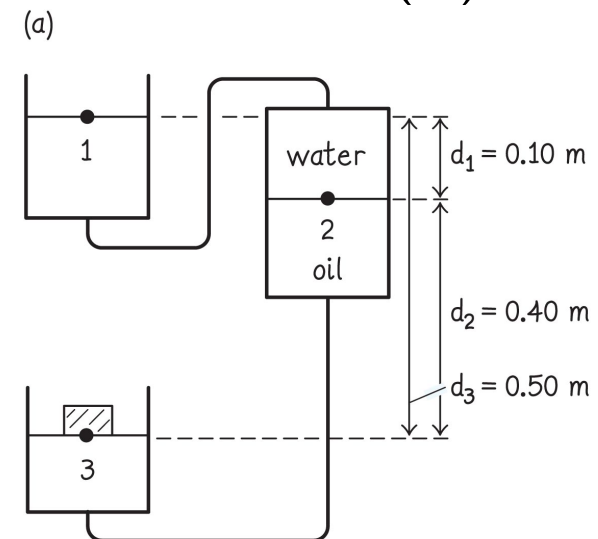 (a)
1
water
d₁ = 0.10 m
2
oil
d₂ = 0.40 m
d₃ = 0.50 m
3